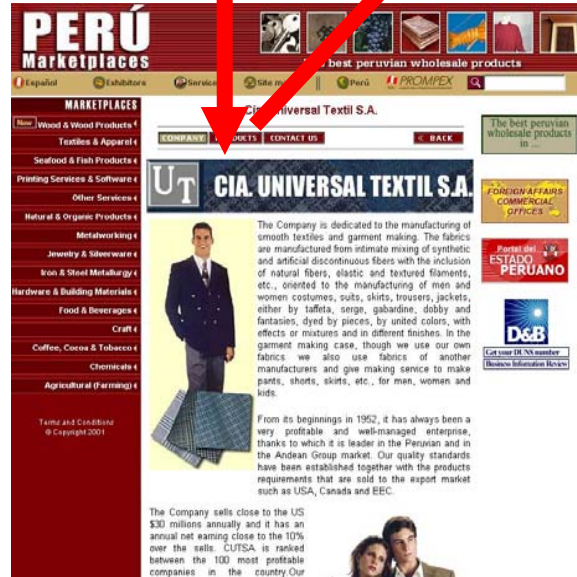 PERÚ
Marketplaces
best peruvian wholesale products
Español
Exhibitors
Service
Site m
Perú
PROMPEX
MARKETPLACES
New Wood & Wood Products
Textiles & Apparel
Seafood & Fish Products
Printing Services & Software
Other Services
Natural & Organic Products
Metalworking
Jewelry & Silverware
Iron & Steel Metallurgy
Hardware & Building Materials
Food & Beverages
Craft
Coffee, Cocoa & Tobacco
Chemicals
Agricultural (Farming)
Terms and Conditions
© Copyright 2001
Cia. Universal Textil S.A.
COMPANY
PRODUCTS
CONTACT US
< BACK
UT CIA. UNIVERSAL TEXTIL S.A.
The Company is dedicated to the manufacturing of
smooth textiles and garment making. The fabrics
are manufactured from intimate mixing of synthetic
and artificial discontinuous fibers with the inclusion
of natural fibers, elastic and textured filaments,
etc., oriented to the manufacturing of men and
women costumes, suits, skirts, trousers, jackets,
either by taffeta, serge, gabardine, dobby and
fantasies, dyed by pieces, by united colors, with
effects or mixtures and in different finishes. In the
garment making case, though we use our own
fabrics we also use fabrics of another
manufacturers and give making service to make
pants, shorts, skirts, etc., for men, women and
kids.
From its beginnings in 1952, it has always been a
very profitable and well-managed enterprise,
thanks to which it is leader in the Peruvian and in
the Andean Group market. Our quality standards
have been established together with the products
requirements that are sold to the export market
such as USA, Canada and EEC.
The Company sells close to the US
$30 millions annually and it has an
annual net earning close to the 10%
over the sells. CUTSA is ranked
between the 100 most profitable
companies in the country.Our
The best peruvian
wholesale products
in ...
FOREIGN AFFAIRS
COMMERCIAL
OFFICES
Portal del
ESTADO
PERUANO
D&B
Get your DUNS number
Business Information Review